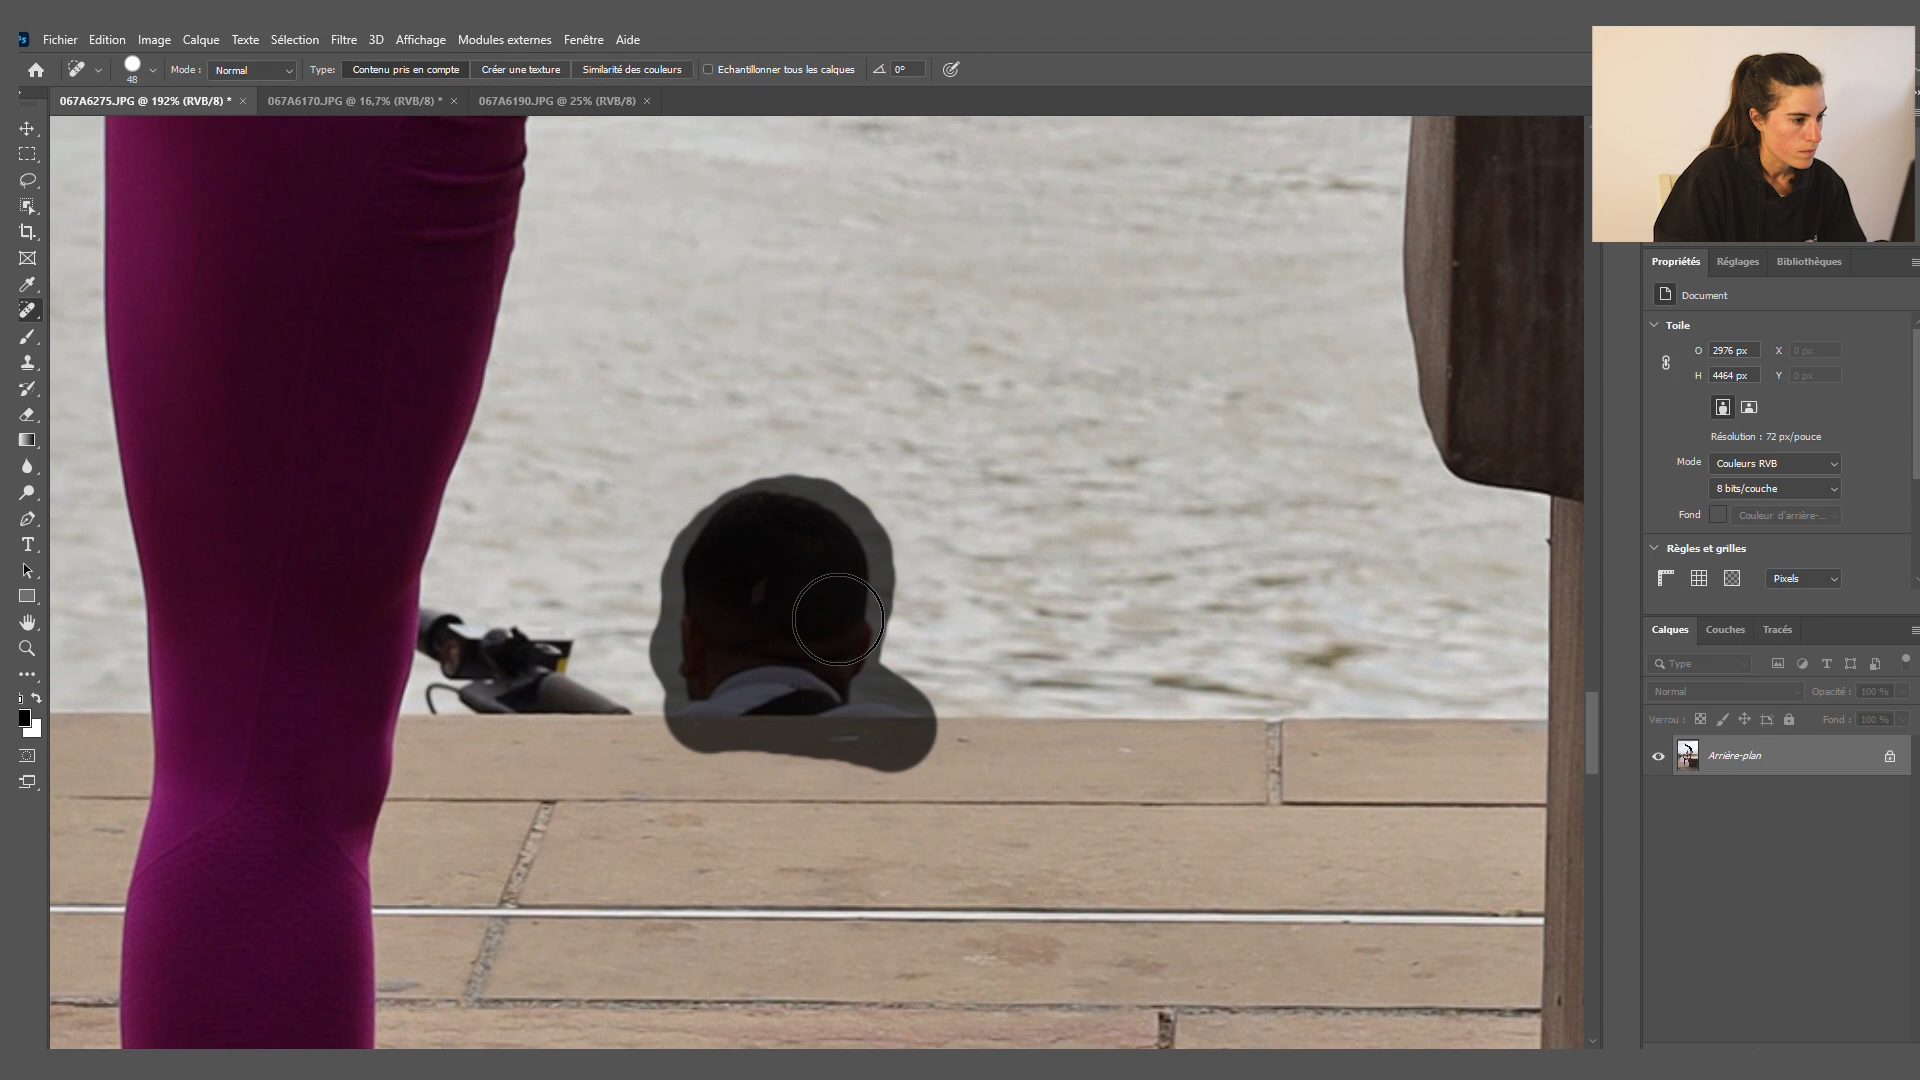 Ps Fichier Edition Image Calque Texte Sélection Filtre 3D Affichage Modules externes Fenêtre Aide
48 Mode : Normal Type : Contenu pris en compte Créer une texture Similarité des couleurs Echantillonner tous les calques 0°
067A6275.JPG @ 192% (RVB/8) * × 067A6170.JPG @ 16,7% (RVB/8) * × 067A6190.JPG @ 25% (RVB/8) ×
Propriétés Réglages Bibliothèques
Document
Toile
O 2976 px X 0 px
H 4464 px Y 0 px
Résolution : 72 px/pouce
Mode Couleurs RVB
8 bits/couche
Fond Couleur d'arrière-...
Règles et grilles
Pixels
Calques Couches Tracés
Type
Normal Opacité : 100 %
Verrou : Fond : 100 %
Arrière-plan